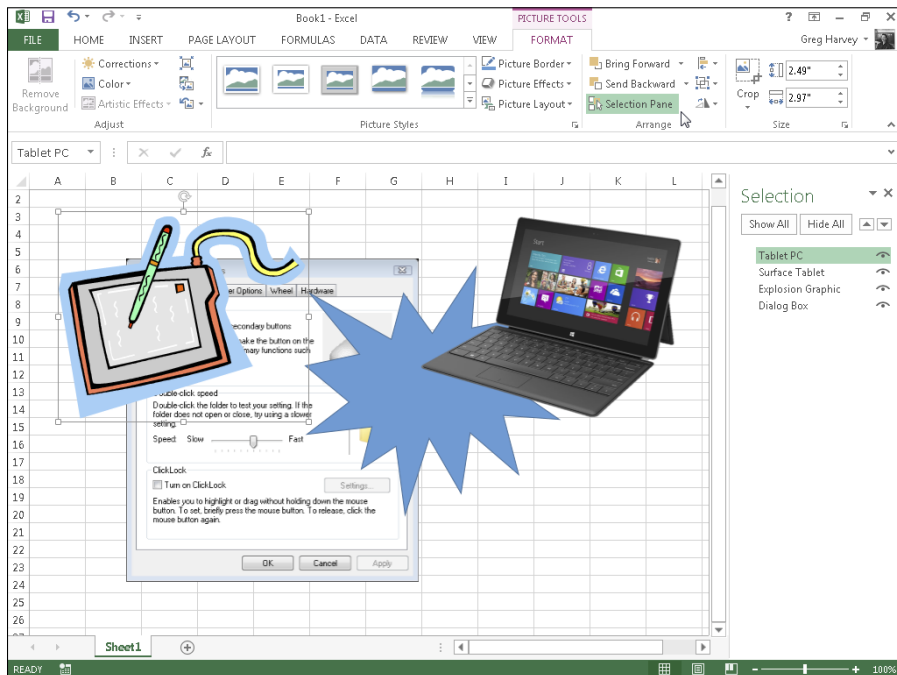 Book1 - Excel
PICTURE TOOLS
?
FILE HOME INSERT PAGE LAYOUT FORMULAS DATA REVIEW VIEW FORMAT Greg Harvey
Remove Background
Corrections
Color
Artistic Effects
Adjust
Picture Styles
Picture Border
Picture Effects
Picture Layout
Bring Forward
Send Backward
Selection Pane
Arrange
Crop
2.49"
2.97"
Size
Tablet PC
fx
A B C D E F G H I J K L
2
3
4
5
6
7
8
9
10
11
12
13
14
15
16
17
18
19
20
21
22
23
24
25
26
Options Wheel Hardware
secondary buttons
make the button on the
functions such
Double-click speed
Double-click the folder to test your setting. If the
folder does not open or close, try using a slower
setting.
Speed: Slow Fast
ClickLock
Turn on ClickLock
Settings...
Enables you to highlight or drag without holding down the mouse
button. To set, briefly press the mouse button. To release, click the
mouse button again.
OK Cancel Apply
Start
Selection
Show All Hide All
Tablet PC
Surface Tablet
Explosion Graphic
Dialog Box
Sheet1
READY
100%